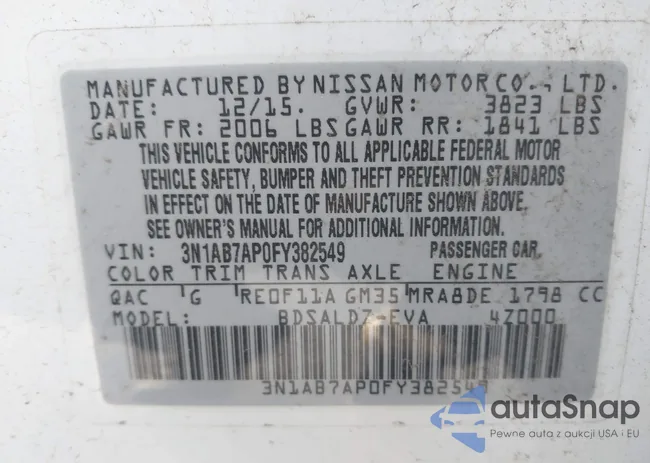 MANUFACTURED BY NISSAN MOTOR CO., LTD.
DATE: 12/15. GVWR: 3823 LBS
GAWR FR: 2006 LBS GAWR RR: 1841 LBS
THIS VEHICLE CONFORMS TO ALL APPLICABLE FEDERAL MOTOR
VEHICLE SAFETY, BUMPER AND THEFT PREVENTION STANDARDS
IN EFFECT ON THE DATE OF MANUFACTURE SHOWN ABOVE.
SEE OWNER'S MANUAL FOR ADDITIONAL INFORMATION.
VIN: 3N1AB7AP0FY382549 PASSENGER CAR
COLOR TRIM TRANS AXLE ENGINE
QAC G RE0F11A GM35 MRA8DE 1798 CC
MODEL: BDSALDZ-EVA 4Z000
3N1AB7AP0FY382549
autaSnap
Pewne auta z aukcji USA i EU